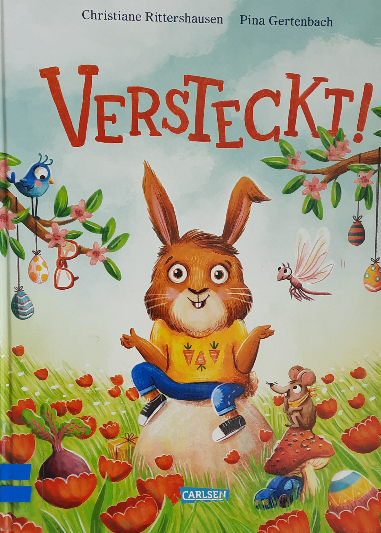 Christiane Rittershausen Pina Gertenbach
VERSTECKT!
CARLSEN